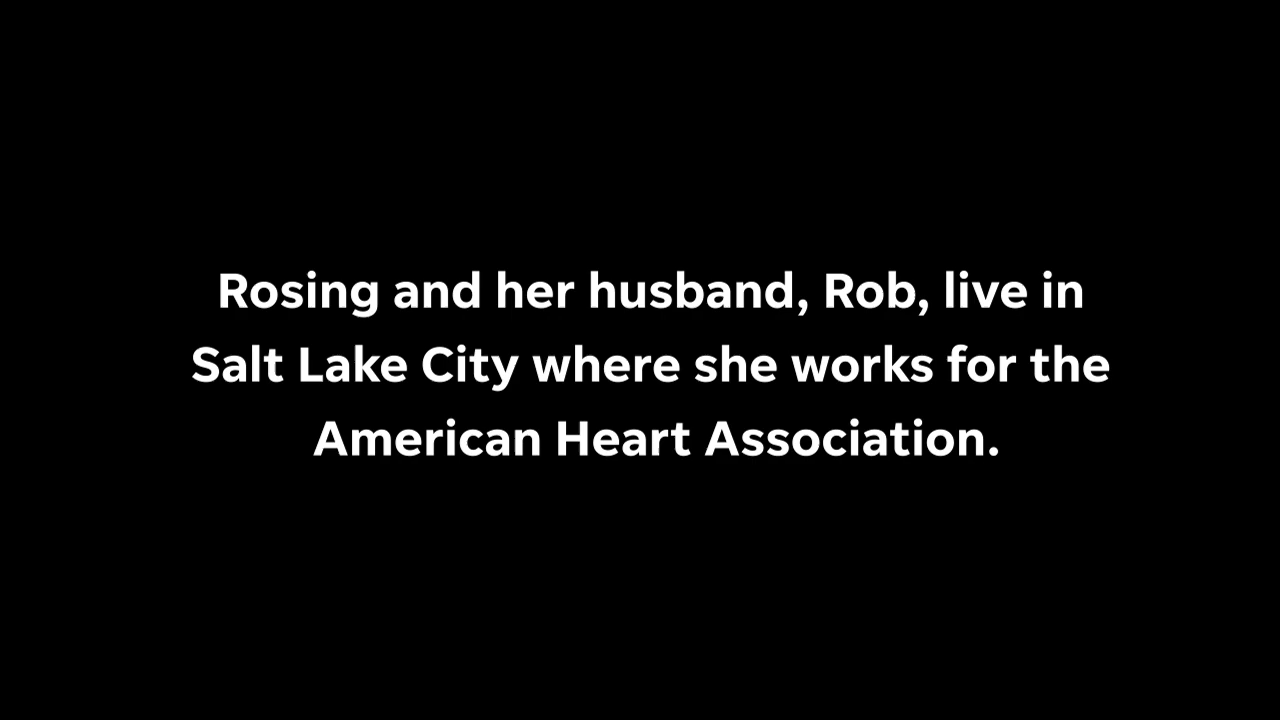 Rosing and her husband, Rob, live in
Salt Lake City where she works for the
American Heart Association.